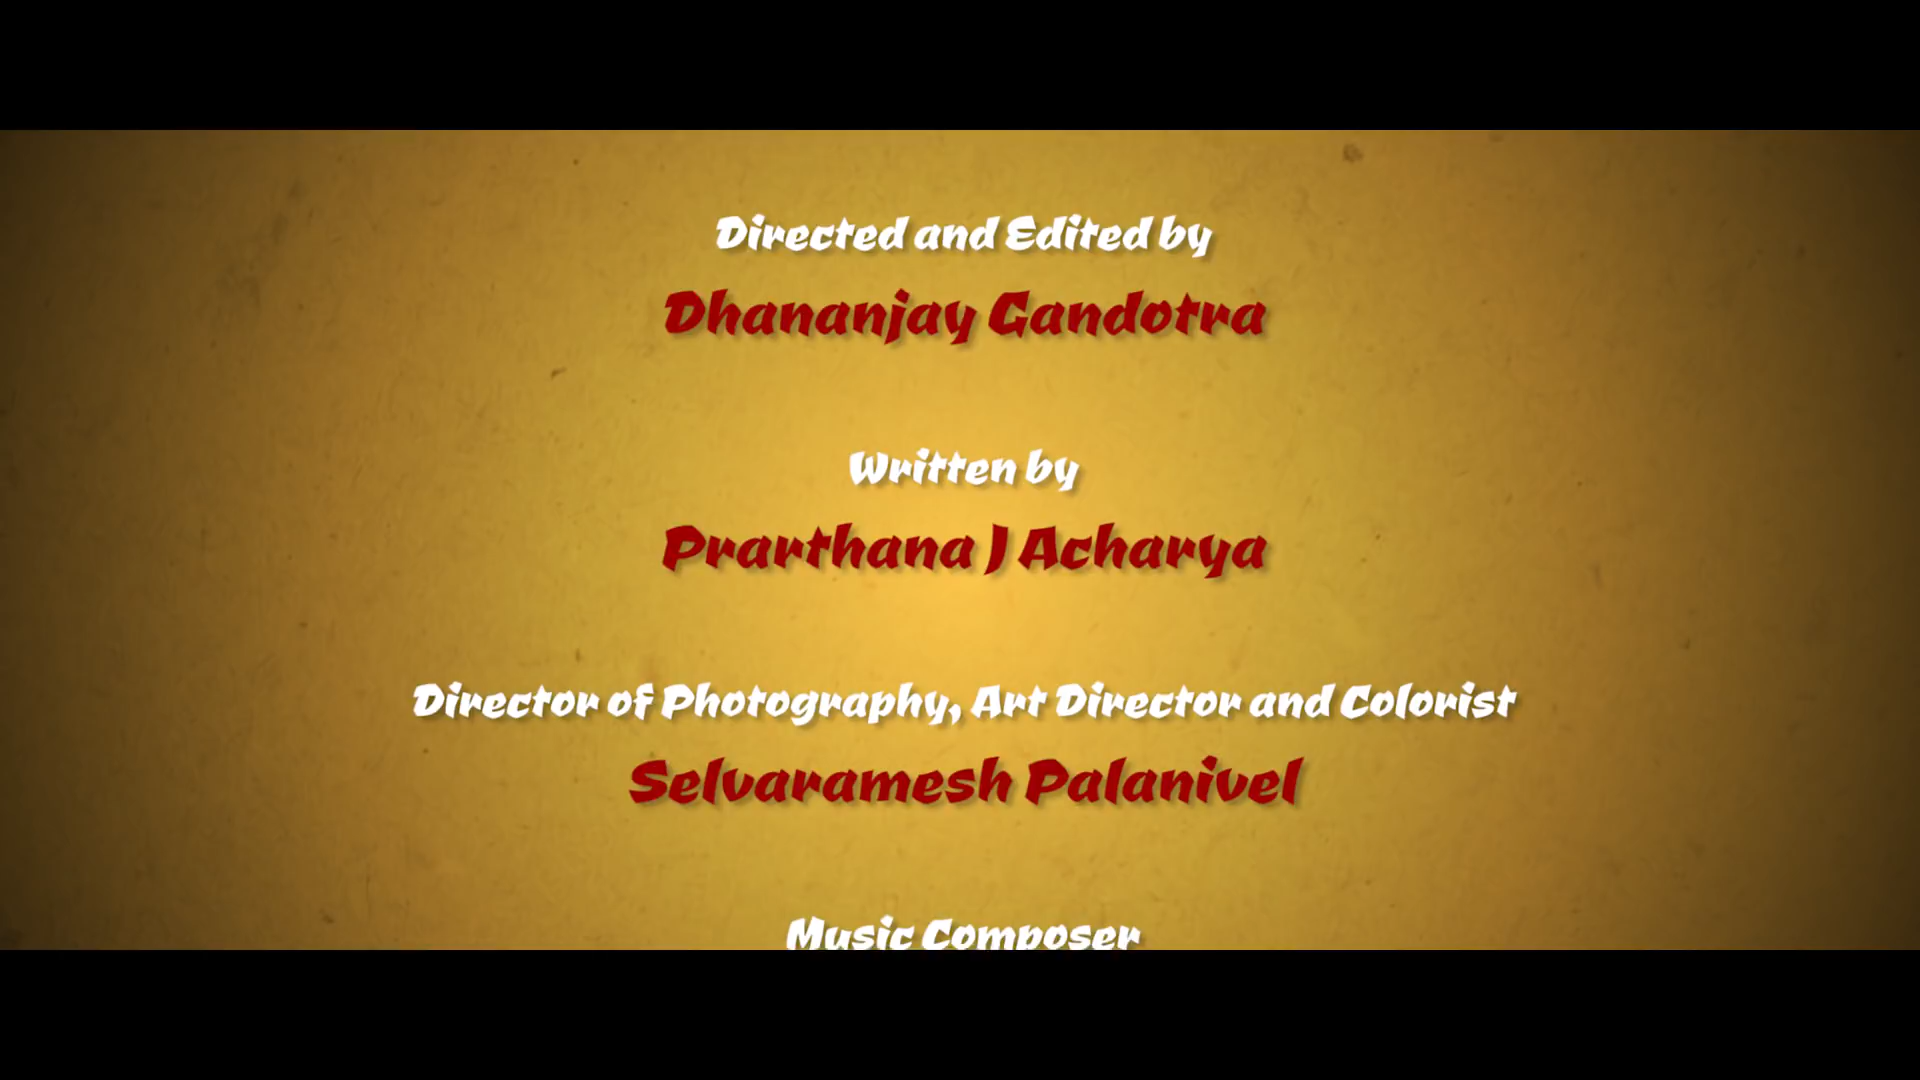 Directed and Edited by
Dhananjay Gandotra
Written by
Prarthana J Acharya
Director of Photography, Art Director and Colorist
Selvaramesh Palanivel
Music Composer